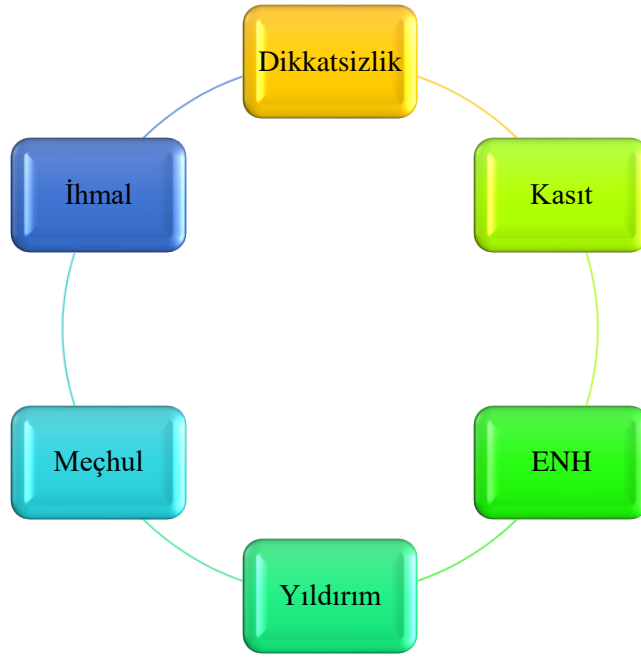 Dikkatsizlik
Kasıt
ENH
Yıldırım
Meçhul
İhmal